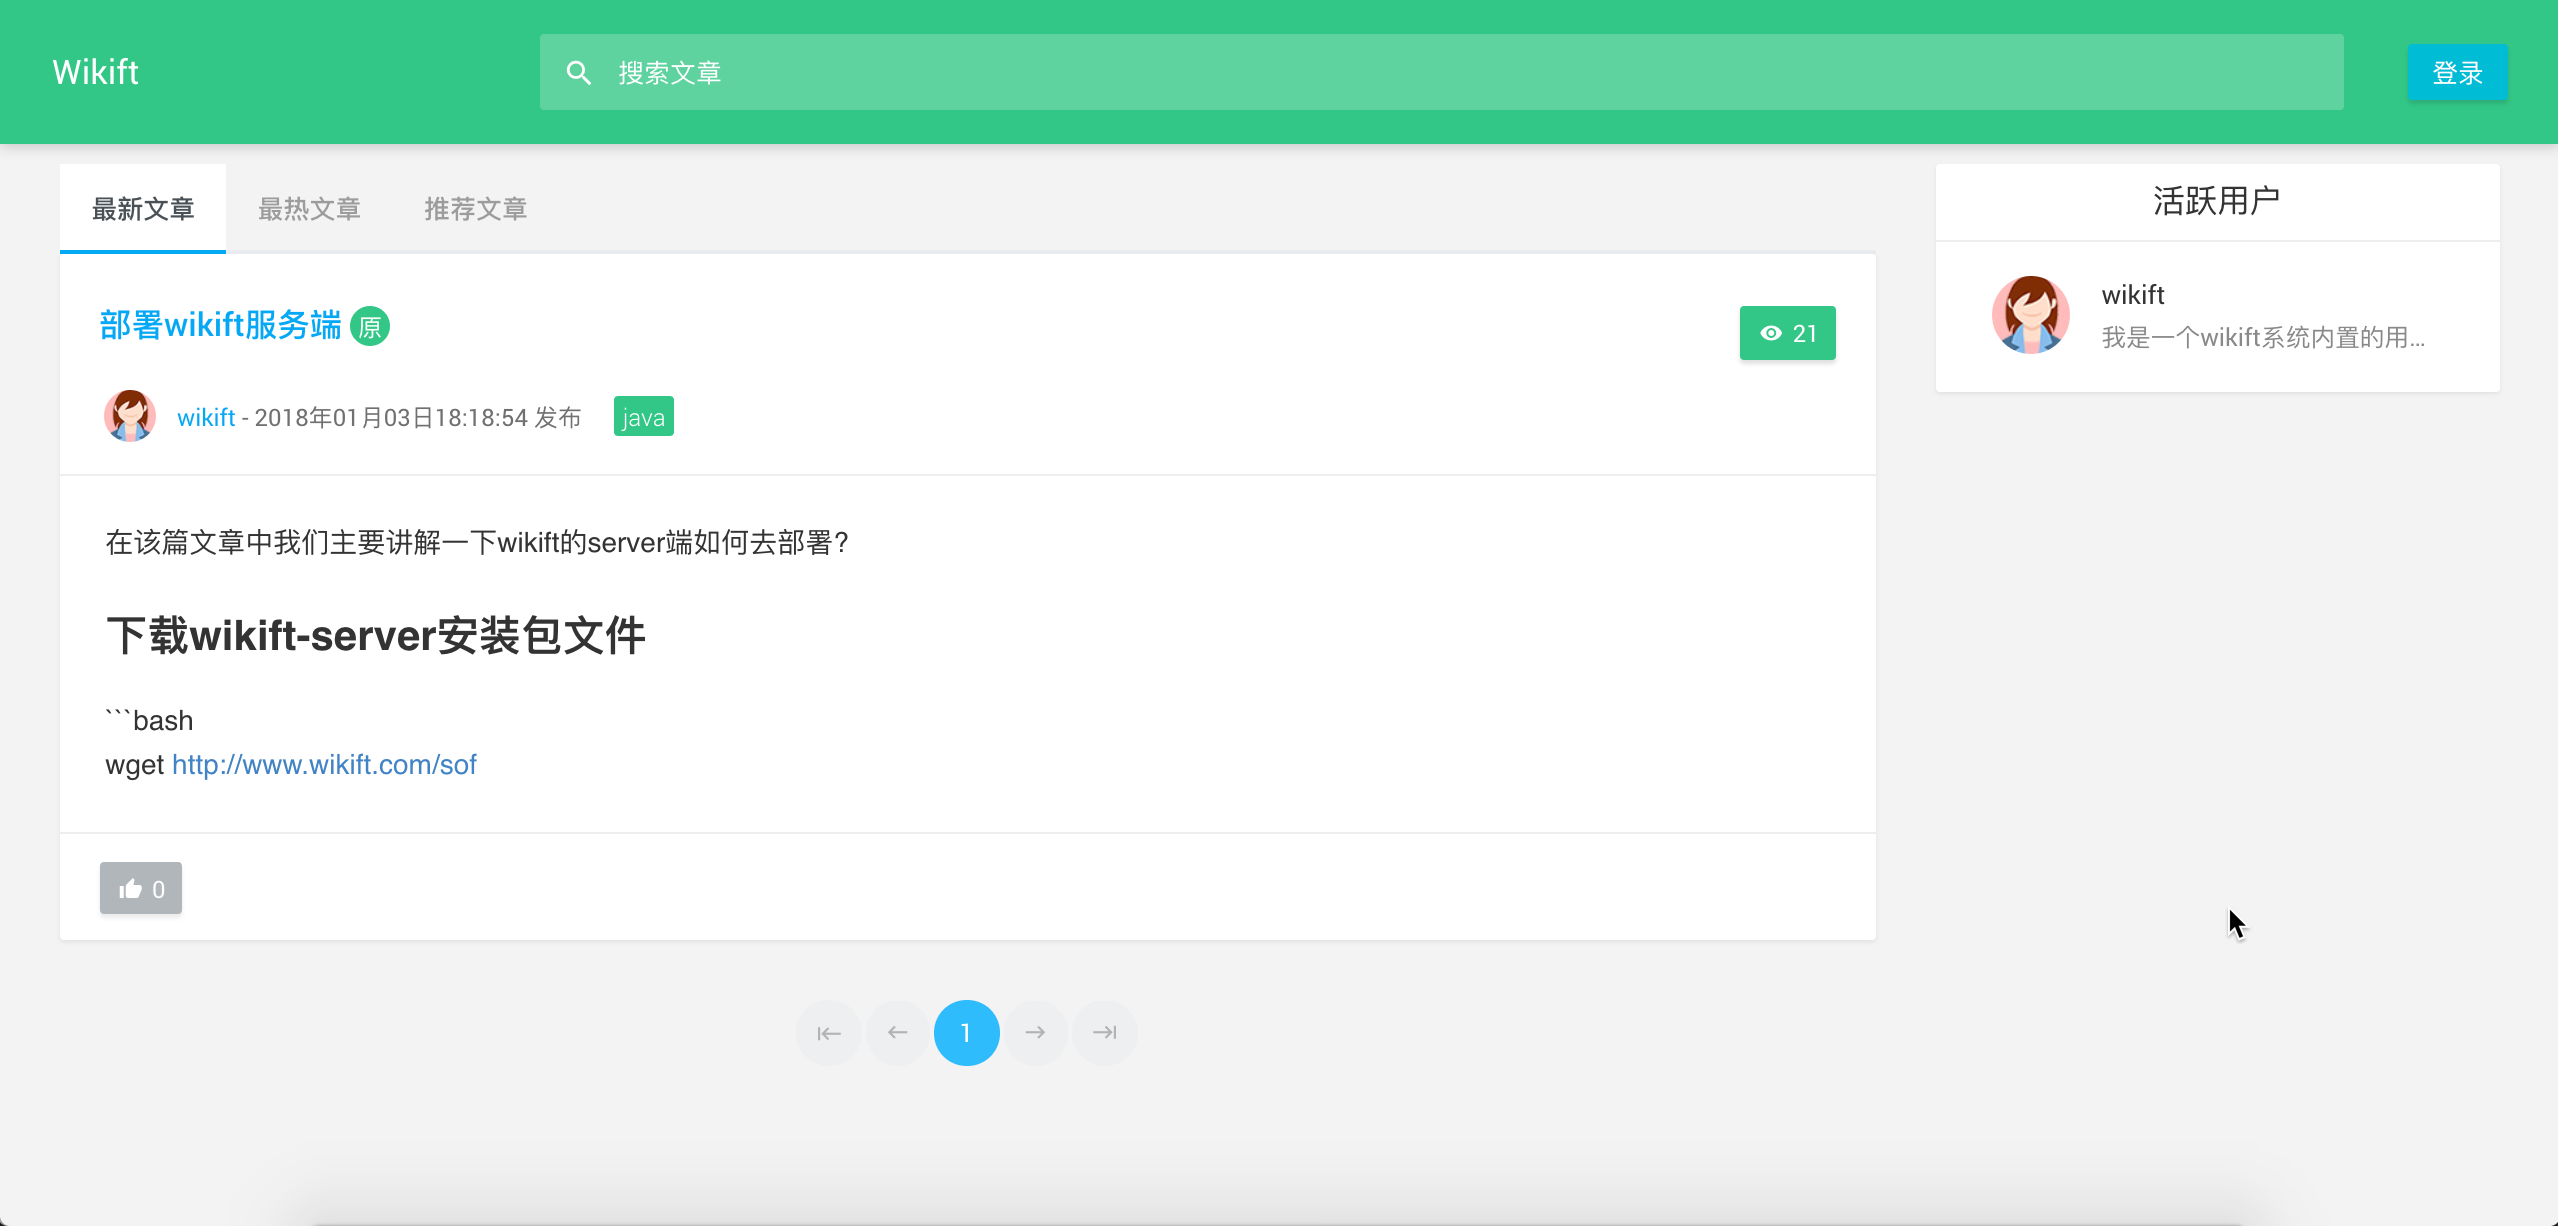 Wikift
搜索文章
登录
最新文章
最热文章
推荐文章
部署wikift服务端 原
21
wikift - 2018年01月03日18:18:54 发布 java
在该篇文章中我们主要讲解一下wikift的server端如何去部署?
下载wikift-server安装包文件
```bash
wget http://www.wikift.com/sof
0
1
活跃用户
wikift
我是一个wikift系统内置的用...